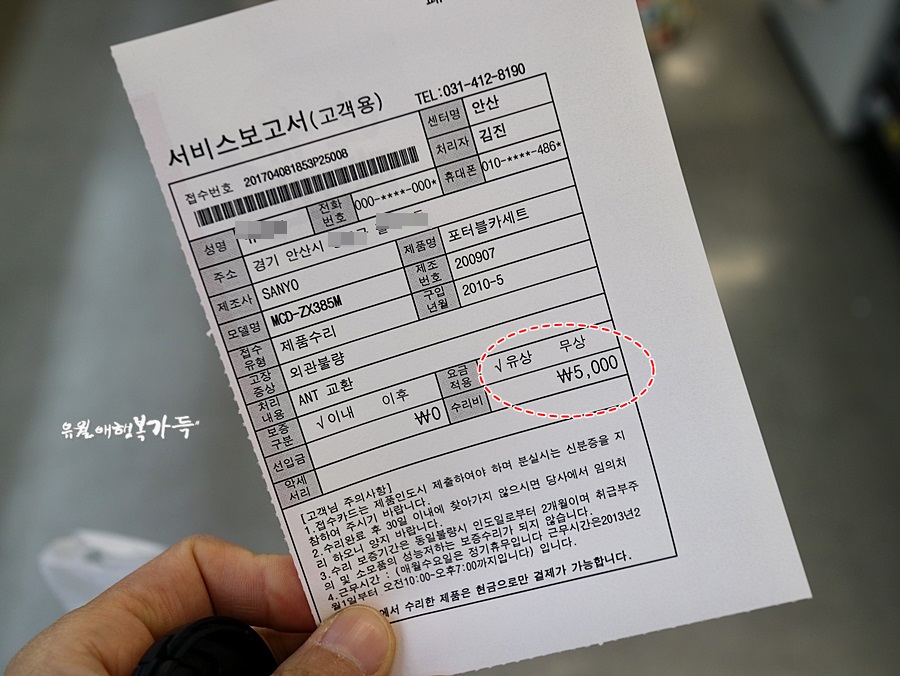 서비스보고서(고객용)
TEL:031-412-8190
접수번호 201704081853P25008
센터명 안산
처리자 김진
성명
전화번호 000-****-000*
휴대폰 010-****-486*
주소 경기 안산시
제조사 SANYO
제품명 포터블카세트
모델명 MCD-ZX385M
제조번호 200907
접수유형 제품수리
구입년월 2010-5
고장증상 외관불량
처리내용 ANT 교환
보증구분 √이내 이후
요금적용 √유상 무상
선입금 ₩0
수리비 ₩5,000
악세서리
[고객님 주의사항]
1.접수카드는 제품인도시 제출하여야 하며 분실시는 신분증을 지
참하여 주시기 바랍니다.
2.수리완료 후 30일 이내에 찾아가지 않으시면 당사에서 임의처
리 하오니 양지 바랍니다.
3.수리 보증기간은 동일불량시 인도일로부터 2개월이며 취급부주
의 및 소모품의 성능저하는 보증수리가 되지 않습니다.
4.근무시간 : (매월수요일은 정기휴무입니다 근무시간은2013년2
월1일부터 오전10:00-오후7:00까지입니다) 입니다.
에서 수리한 제품은 현금으로만 결제가 가능합니다.
유월애행복가득